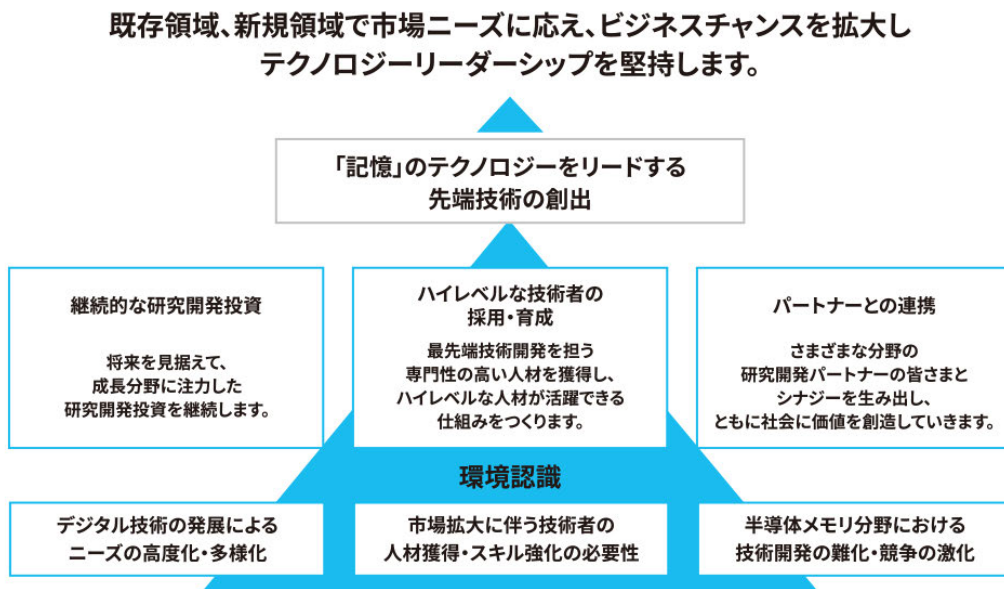 既存領域、新規領域で市場ニーズに応え、ビジネスチャンスを拡大し
テクノロジーリーダーシップを堅持します。
「記憶」のテクノロジーをリードする
先端技術の創出
継続的な研究開発投資
将来を見据えて、
成長分野に注力した
研究開発投資を継続します。
ハイレベルな技術者の
採用・育成
最先端技術開発を担う
専門性の高い人材を獲得し、
ハイレベルな人材が活躍できる
仕組みをつくります。
パートナーとの連携
さまざまな分野の
研究開発パートナーの皆さまと
シナジーを生み出し、
ともに社会に価値を創造していきます。
環境認識
デジタル技術の発展による
ニーズの高度化・多様化
市場拡大に伴う技術者の
人材獲得・スキル強化の必要性
半導体メモリ分野における
技術開発の難化・競争の激化